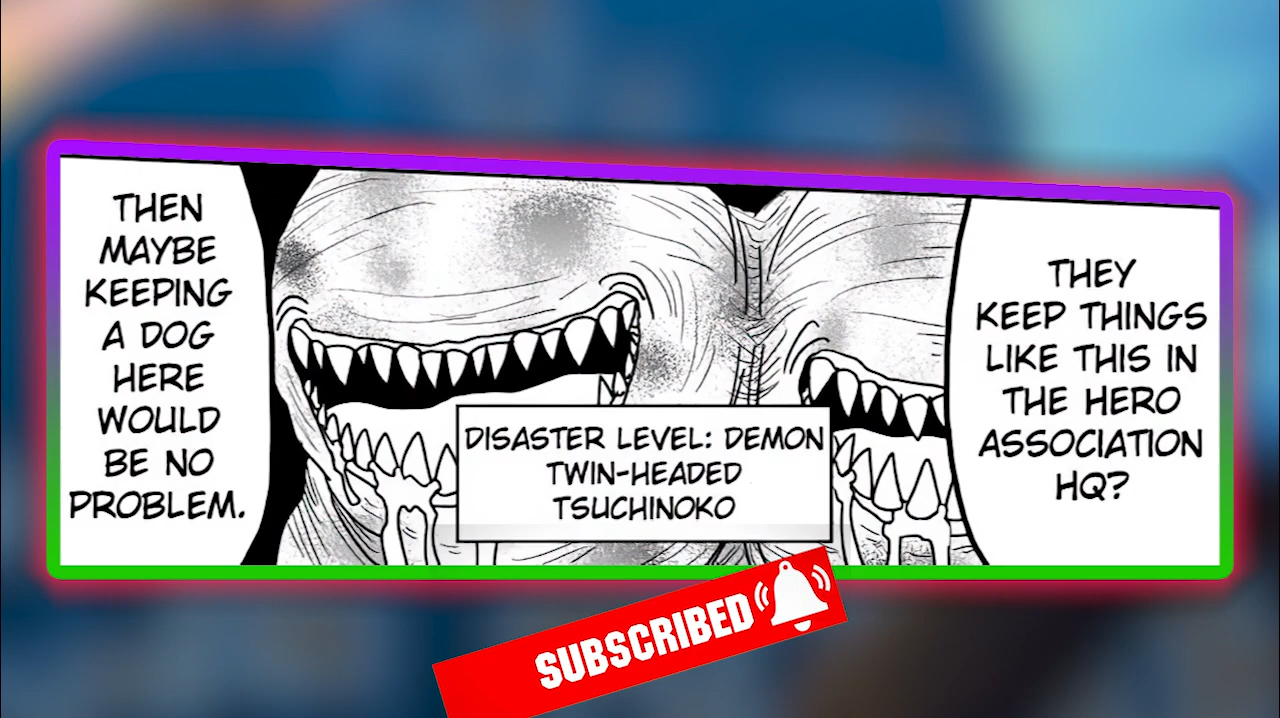 THEY
KEEP THINGS
LIKE THIS IN
THE HERO
ASSOCIATION
HQ?
DISASTER LEVEL: DEMON
TWIN-HEADED
TSUCHINOKO
THEN
MAYBE
KEEPING
A DOG
HERE
WOULD
BE NO
PROBLEM.
SUBSCRIBED